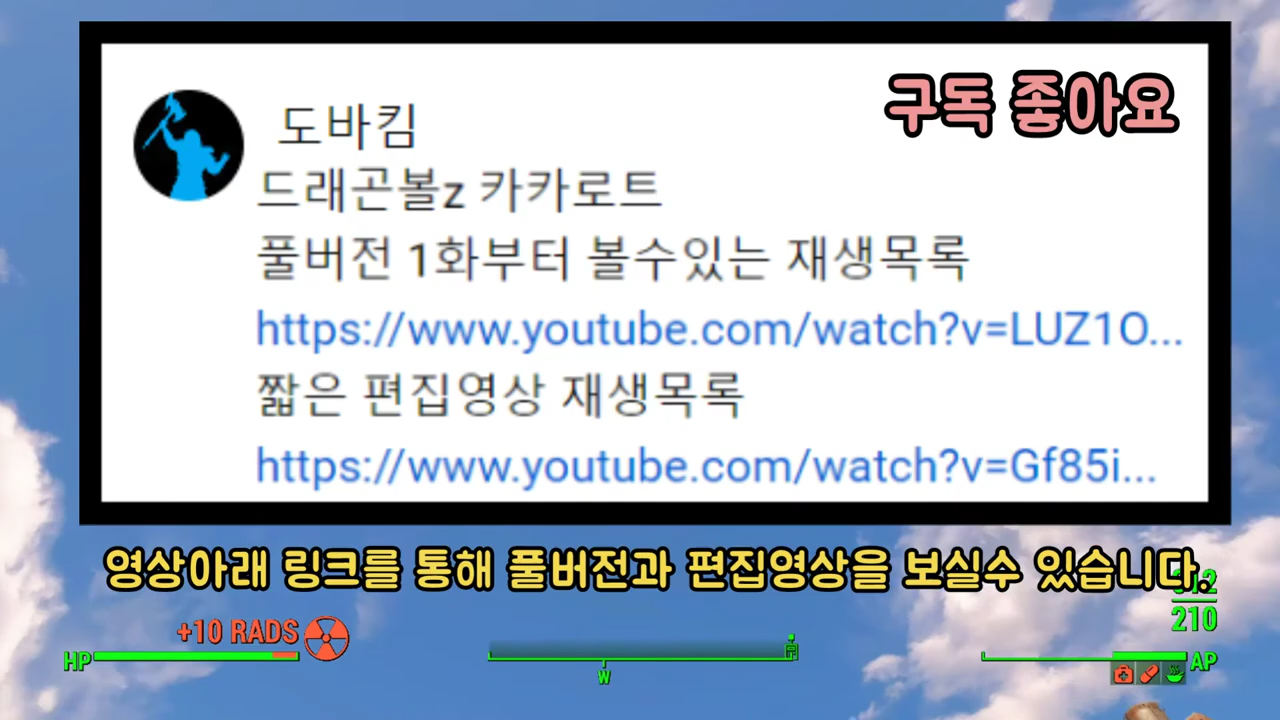 구독 좋아요
도바킴
드래곤볼z 카카로트
풀버전 1화부터 볼수있는 재생목록
https://www.youtube.com/watch?v=LUZ1O...
짧은 편집영상 재생목록
https://www.youtube.com/watch?v=Gf85i...
영상아래 링크를 통해 풀버전과 편집영상을 보실수 있습니다.
210
+10 RADS
HP
W
AP